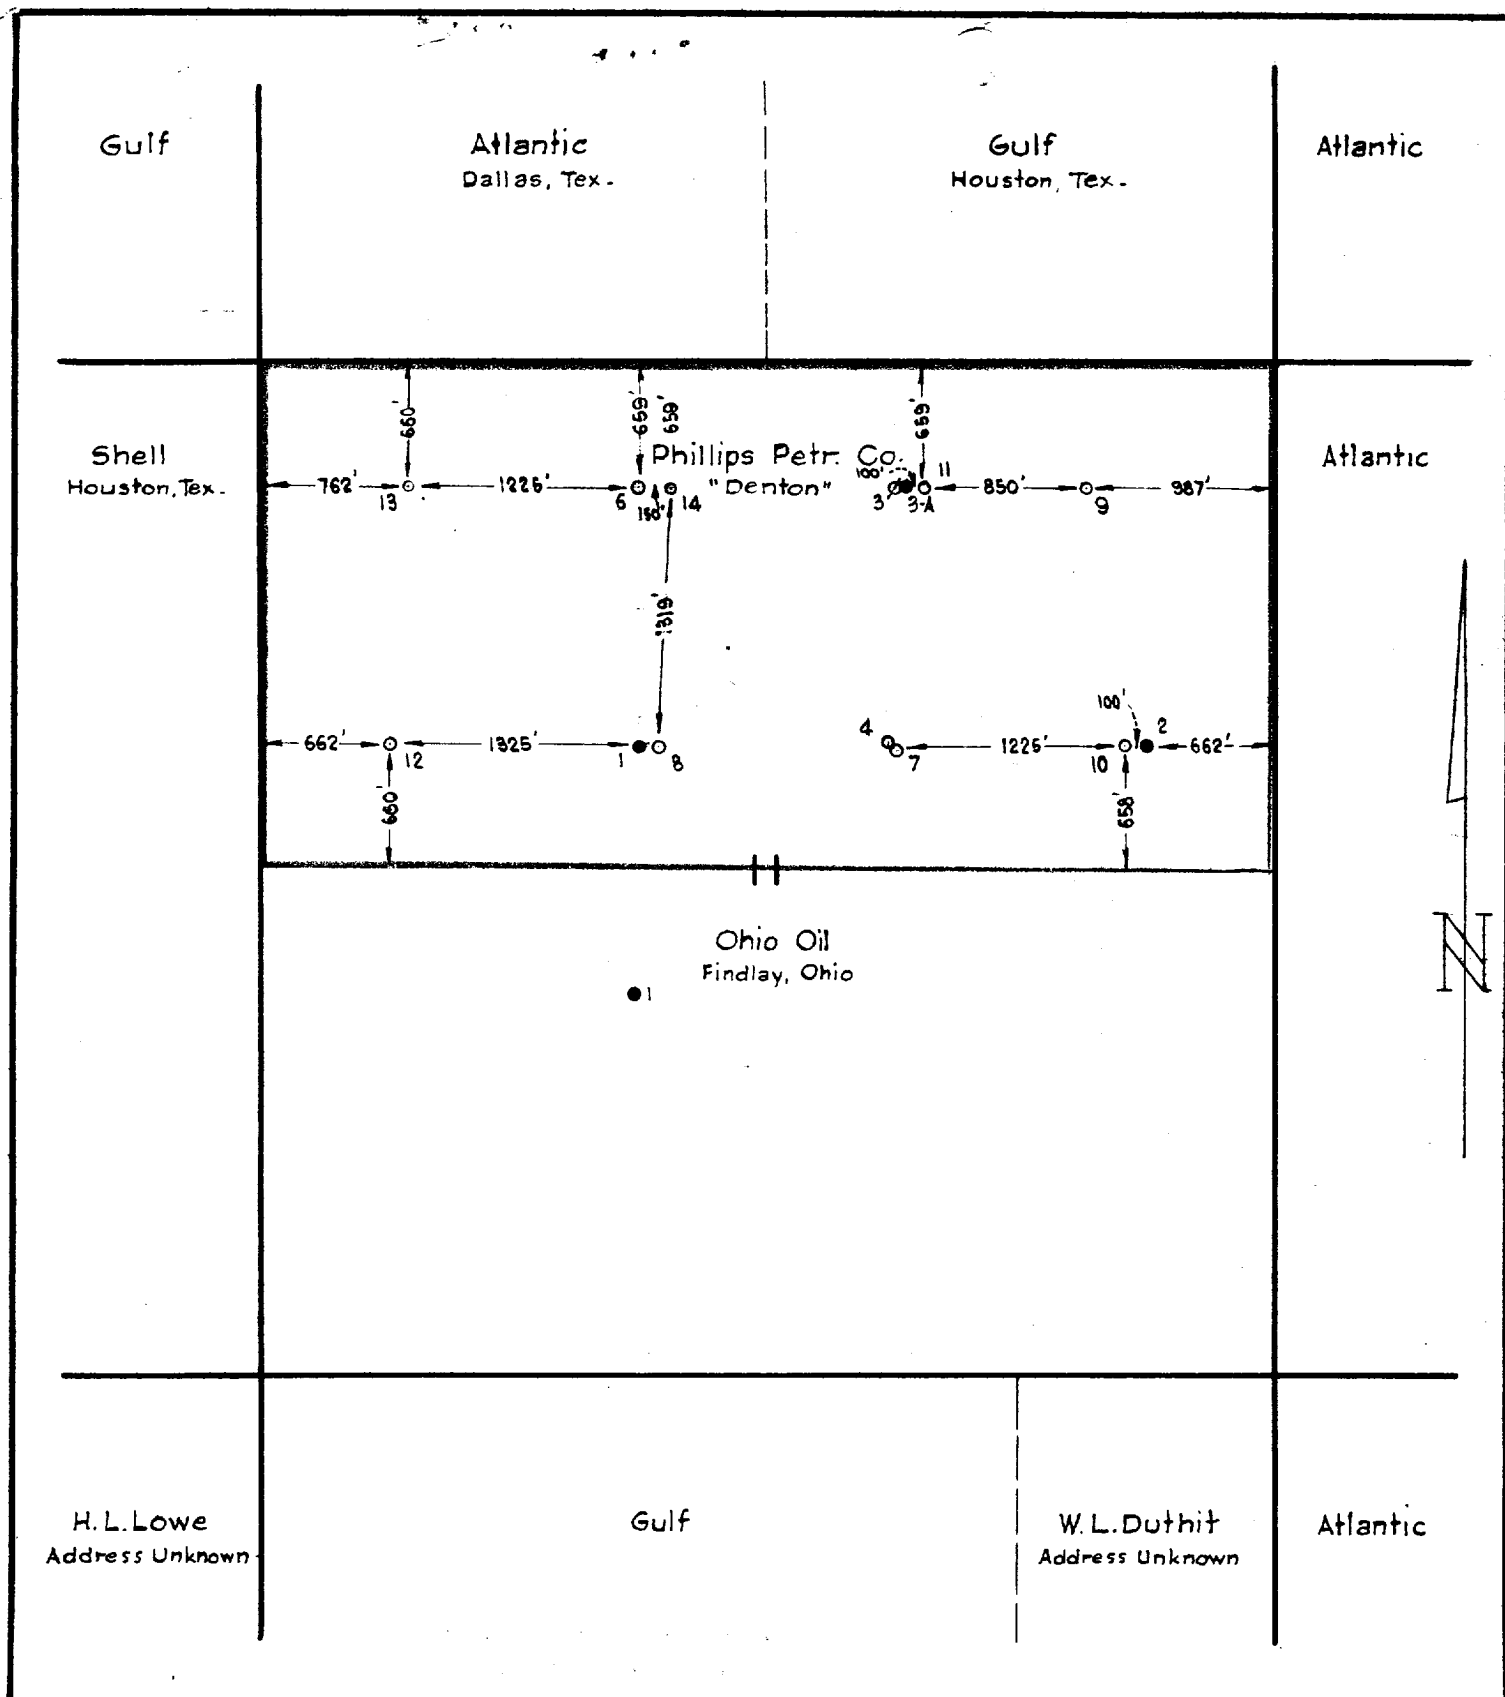 Gulf
Atlantic
Dallas, Tex.
Gulf
Houston, Tex.
Atlantic
660'
659'
659'
659'
Shell
Houston, Tex.
Phillips Petr. Co.
"Denton"
Atlantic
762'
13
1225'
6
150'
14
100'
3
3-A
11
850'
9
987'
1319'
662'
12
1325'
1
8
4
7
1225'
100'
10
2
662'
660'
658'
Ohio Oil
Findlay, Ohio
1
N
H.L. Lowe
Address Unknown
Gulf
W.L. Duthit
Address Unknown
Atlantic